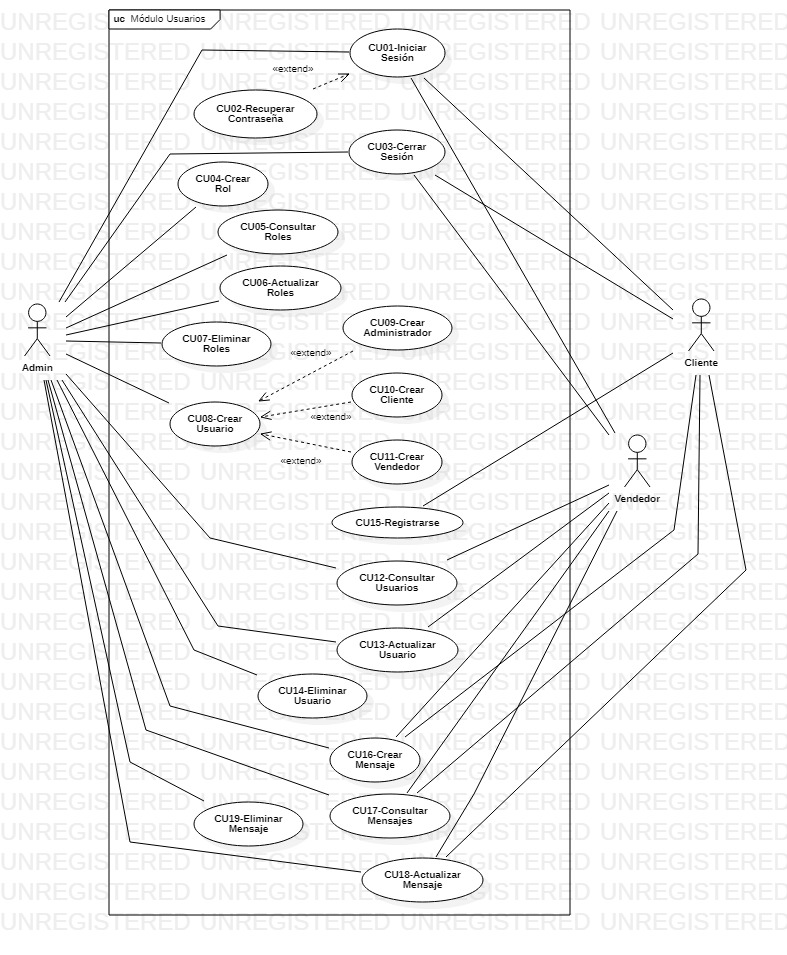 uc Módulo Usuarios
CU01-Iniciar
Sesión
«extend»
CU02-Recuperar
Contraseña
CU03-Cerrar
Sesión
CU04-Crear
Rol
CU05-Consultar
Roles
CU06-Actualizar
Roles
CU09-Crear
Administrador
CU07-Eliminar
Roles
«extend»
Admin
Cliente
CU10-Crear
Cliente
«extend»
CU08-Crear
Usuario
CU11-Crear
Vendedor
«extend»
Vendedor
CU15-Registrarse
CU12-Consultar
Usuarios
CU13-Actualizar
Usuario
CU14-Eliminar
Usuario
CU16-Crear
Mensaje
CU17-Consultar
Mensajes
CU19-Eliminar
Mensaje
CU18-Actualizar
Mensaje
UNREGISTERED UNREGISTERED UNREGISTERED UNREGISTERED